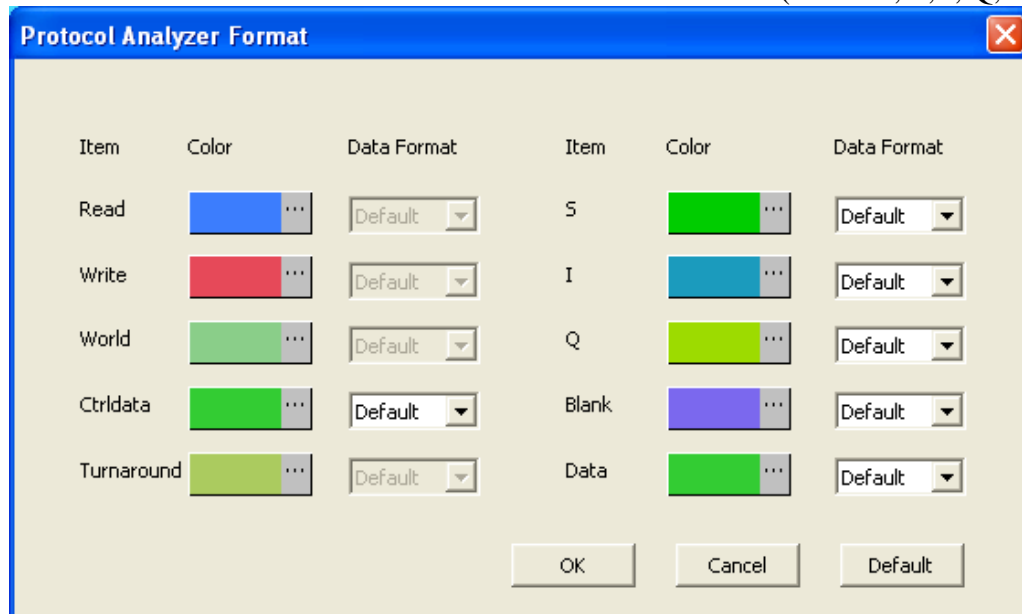 Protocol Analyzer Format
Item Color Data Format Item Color Data Format
Read ... Default S ... Default
Write ... Default I ... Default
World ... Default Q ... Default
Ctrldata ... Default Blank ... Default
Turnaround ... Default Data ... Default
OK Cancel Default